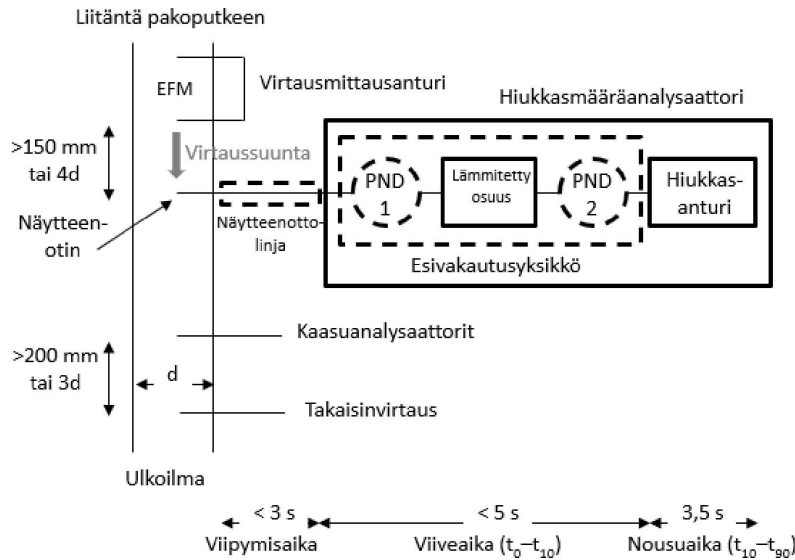 Liitäntä pakoputkeen
EFM
Virtausmittausanturi
Hiukkasmääräanalysaattori
>150 mm
tai 4d
Virtaussuunta
PND
1
Lämmitetty
osuus
PND
2
Hiukkas-
anturi
Näytteen-
otin
Näytteenotto-
linja
Esivakautusyksikkö
Kaasuanalysaattorit
>200 mm
tai 3d
d
Takaisinvirtaus
Ulkoilma
< 3 s
< 5 s
3,5 s
Viipymisaika
Viiveaika (t0–t10)
Nousuaika (t10–t90)